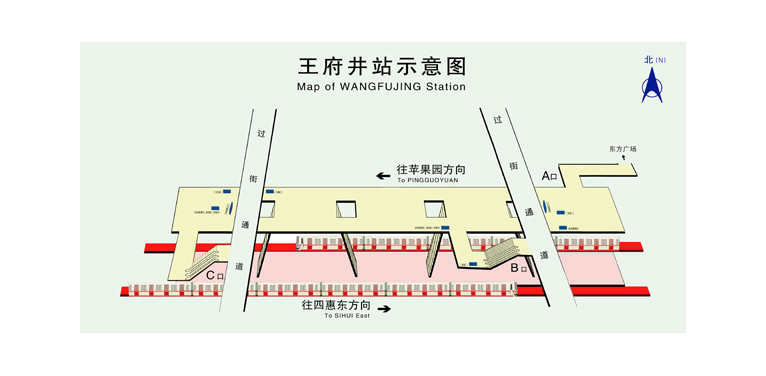 王府井站示意图
Map of WANGFUJING Station
北 (N)
过街通道
过街通道
东方广场
A口
往苹果园方向
To PINGGUOYUAN
B口
C口
往四惠东方向
To SIHUI East